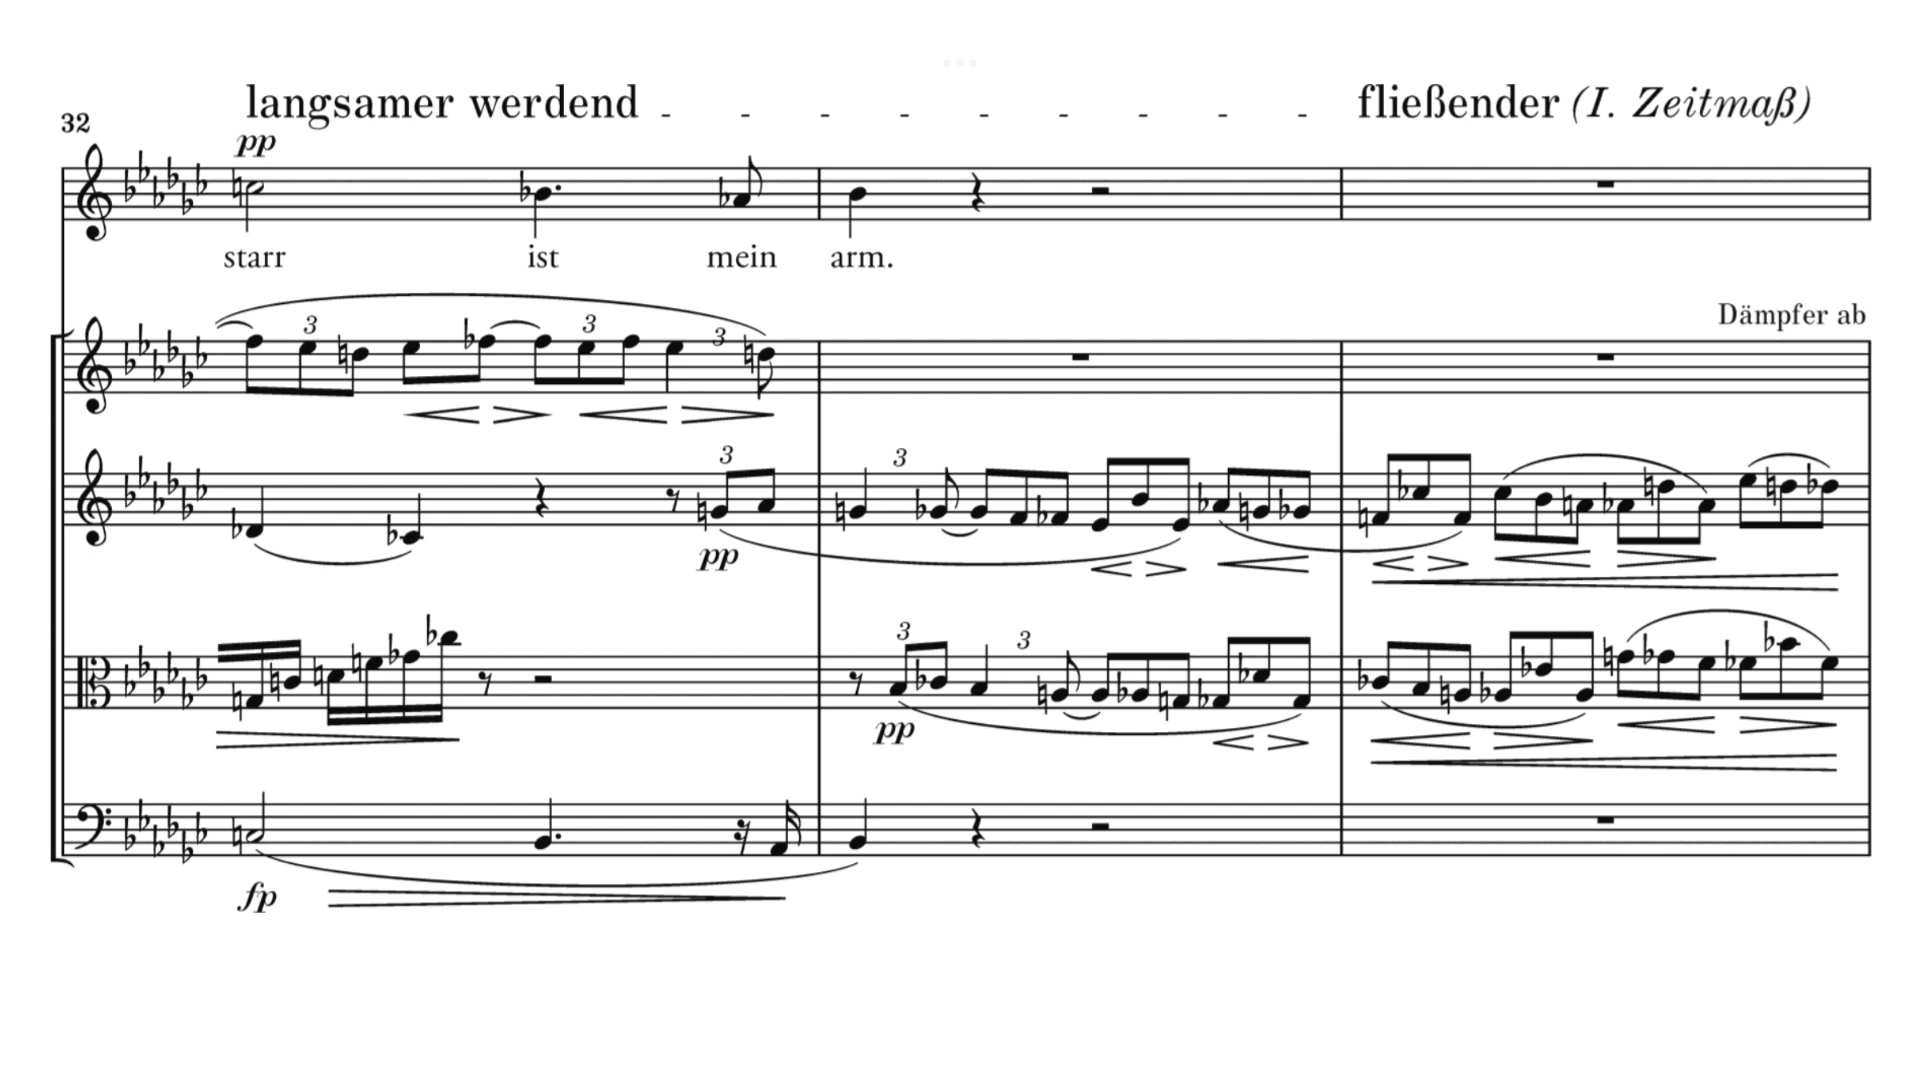 langsamer werdend - - - - - - - - - fließender (I. Zeitmaß)
32
pp
starr ist mein arm.
Dämpfer ab
3 3 3
3 3
pp
3 3
pp
fp